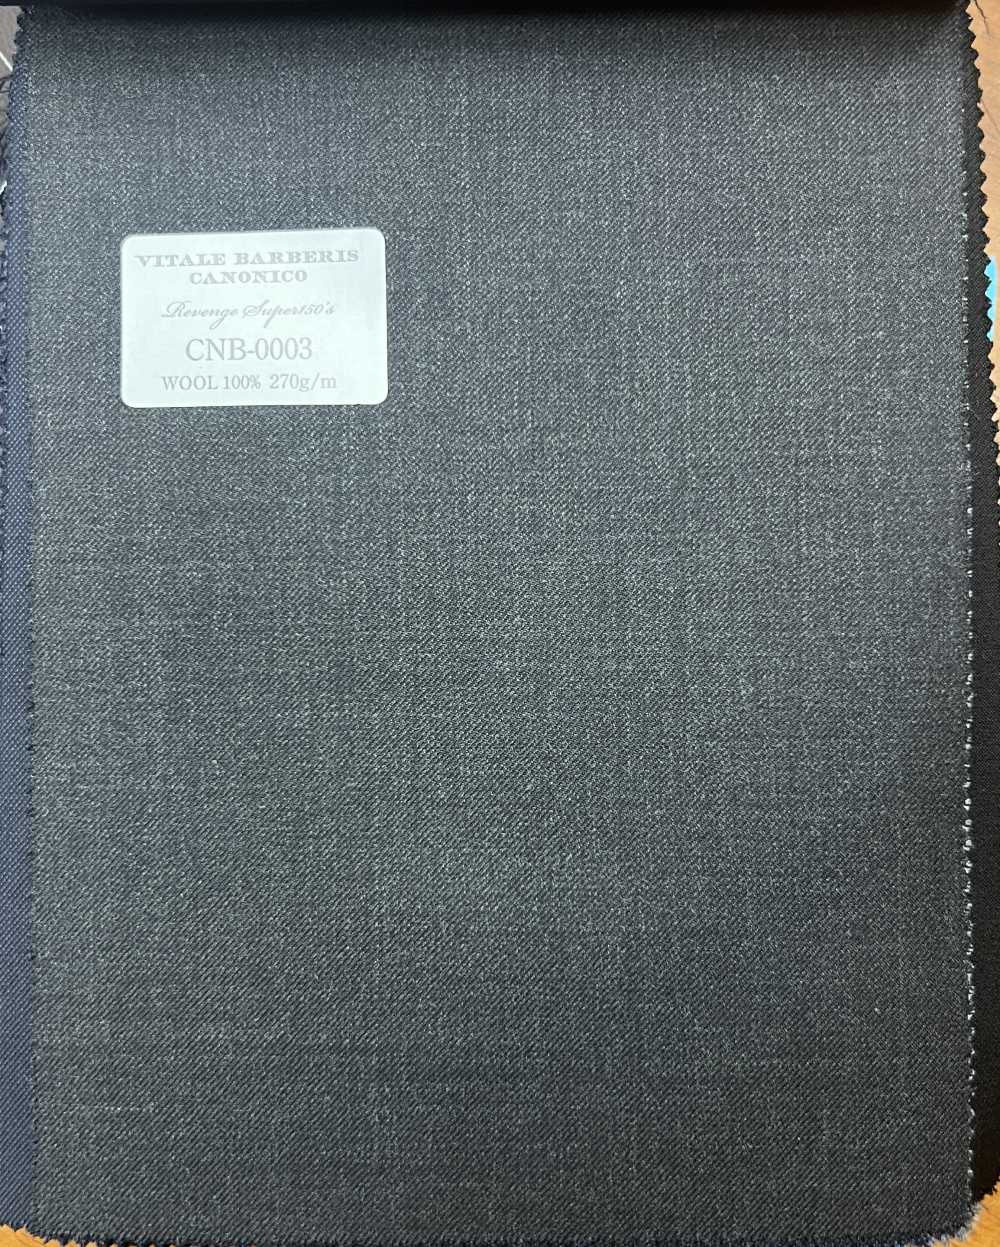 VITALE BARBERIS
CANONICO
Revenge Super150's
CNB-0003
WOOL 100% 270g/m